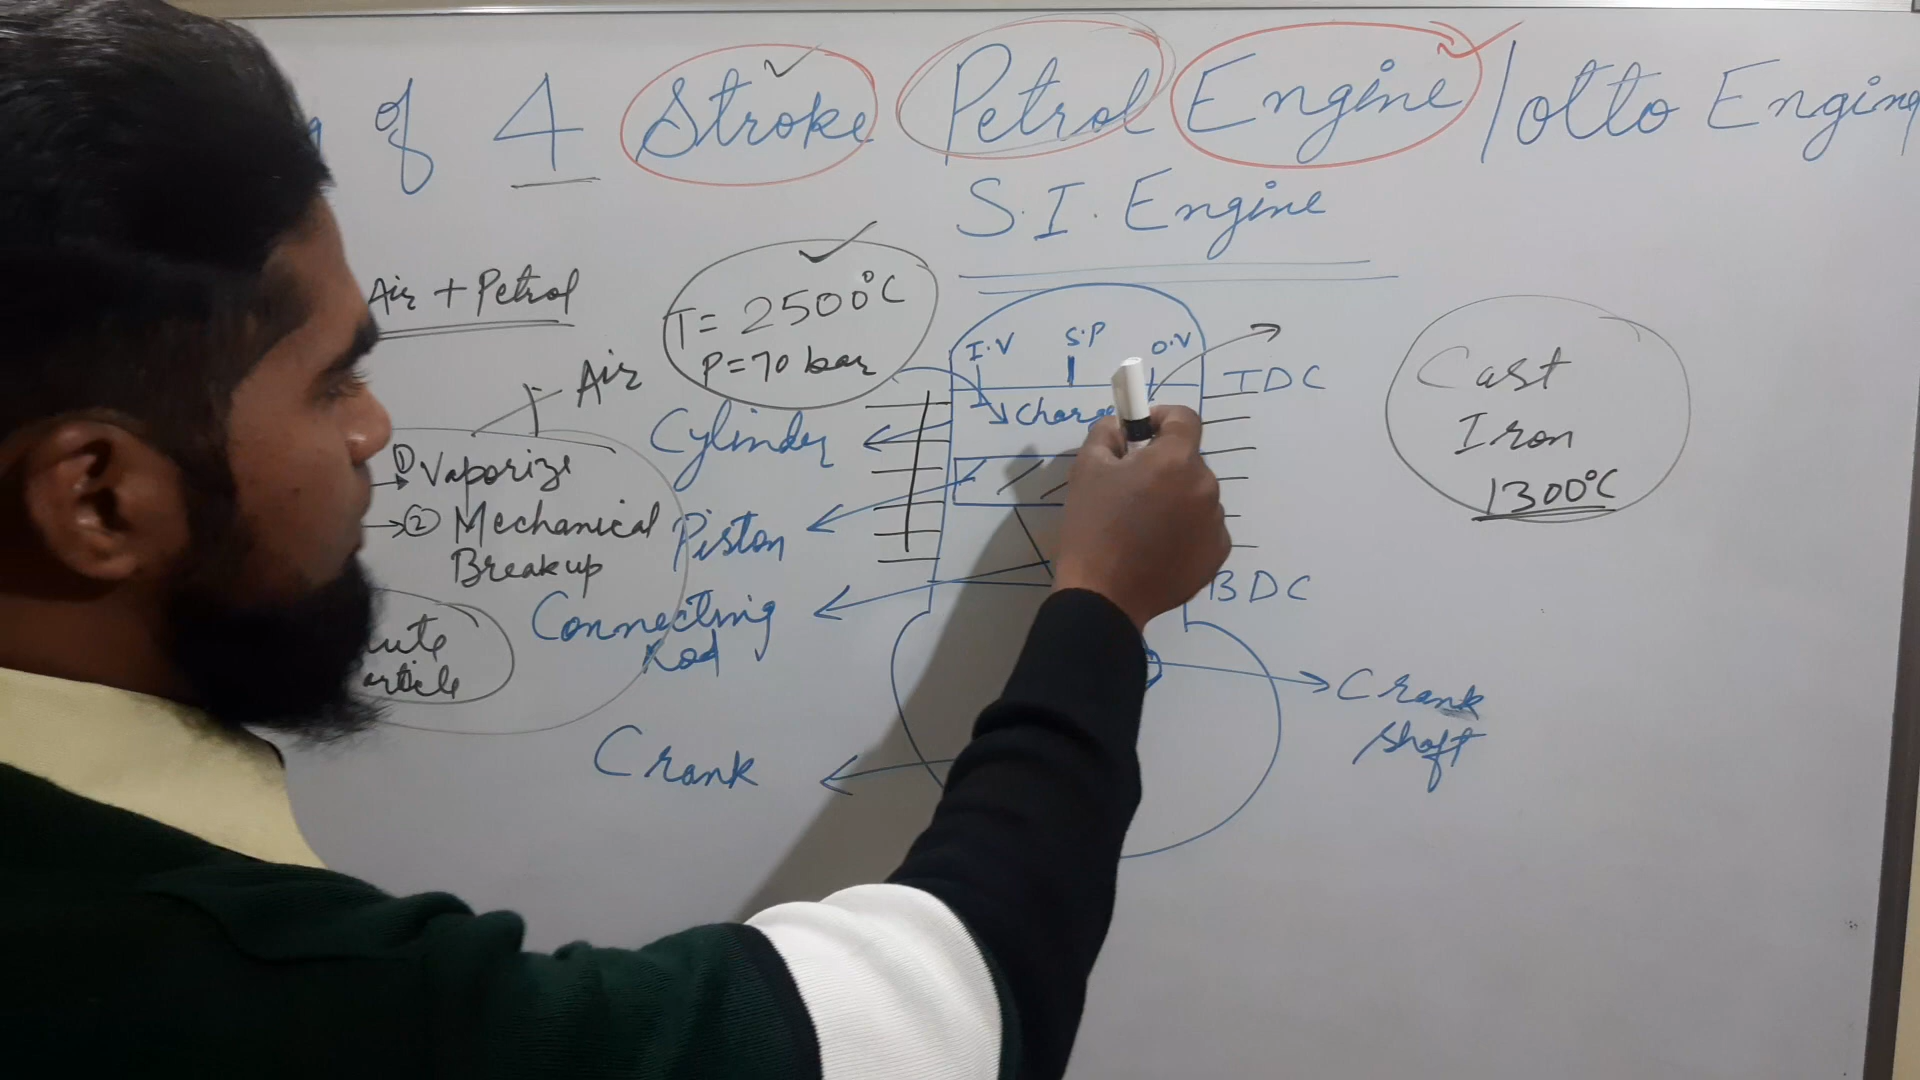 of 4 Stroke Petrol Engine / otto Engine
S.I. Engine
Air + Petrol
T = 2500°C
P = 70 bar
I.V S.P O.V
Air
Charge
TDC
Cast
Iron
1300°C
Cylinder
① Vaporize
② Mechanical
Breakup
Piston
Connecting
Rod
BDC
Crank
Shaft
Crank